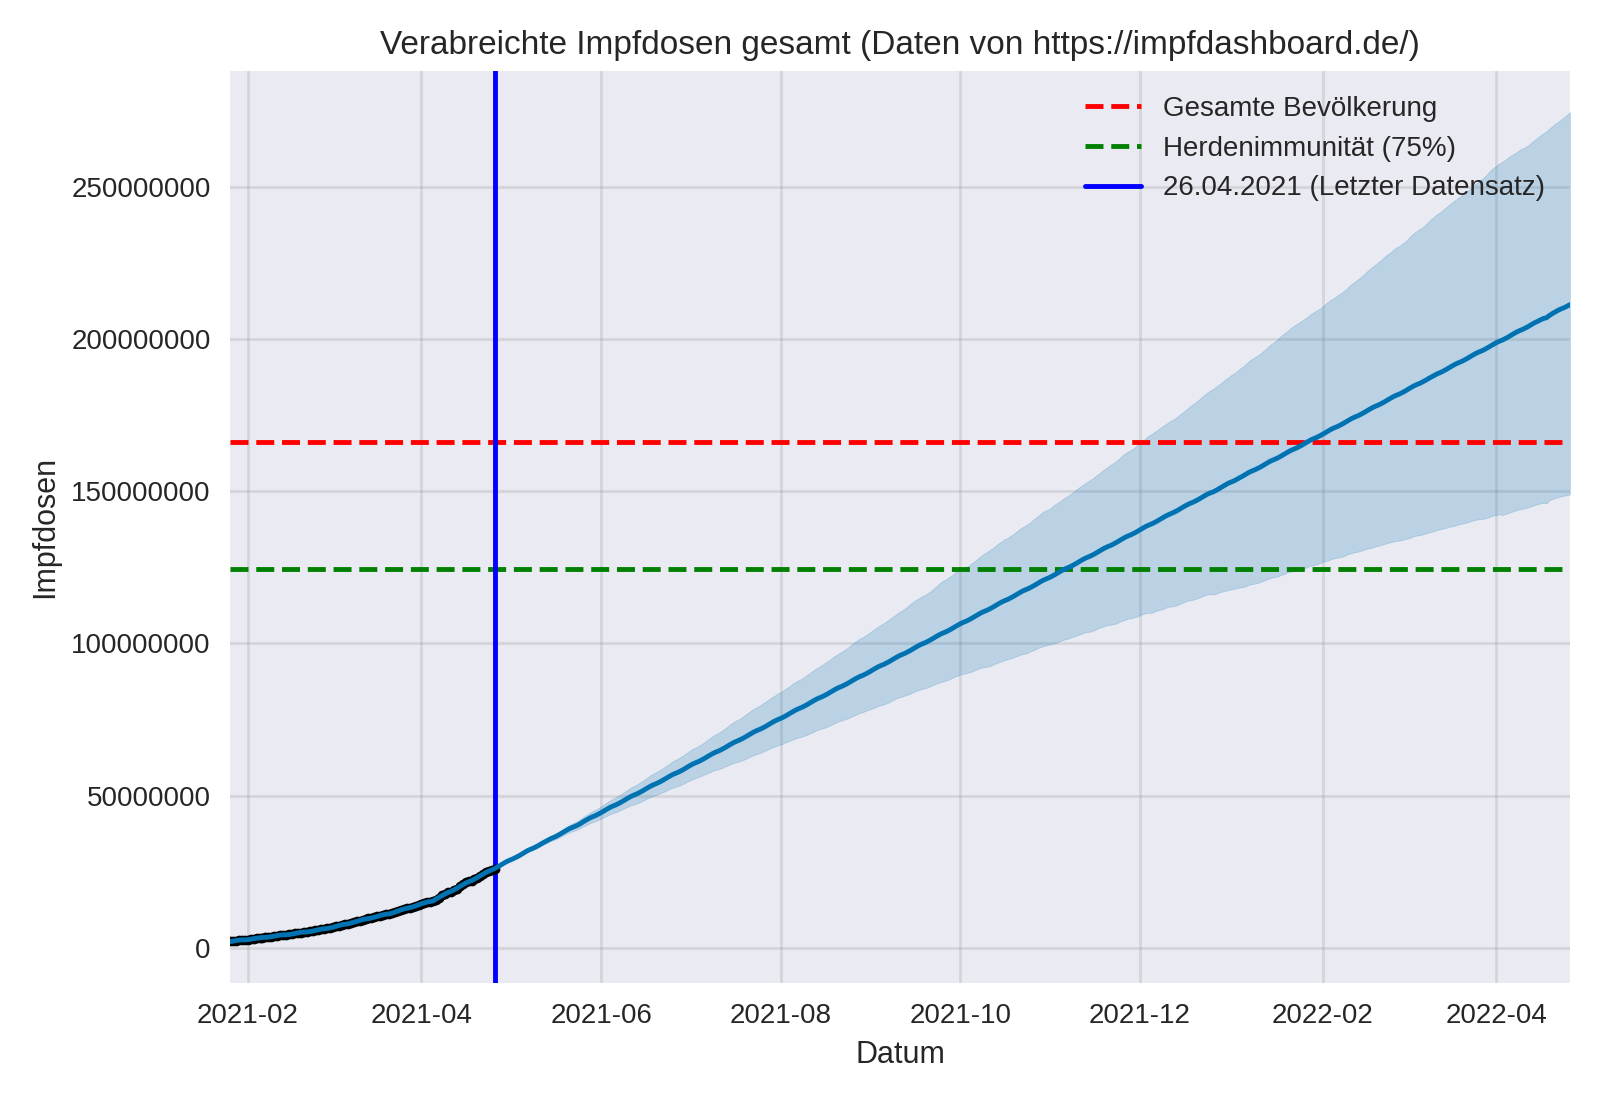 Verabreichte Impfdosen gesamt (Daten von https://impfdashboard.de/)
Gesamte Bevölkerung
Herdenimmunität (75%)
26.04.2021 (Letzter Datensatz)
250000000
200000000
150000000
100000000
50000000
0
Impfdosen
2021-02 2021-04 2021-06 2021-08 2021-10 2021-12 2022-02 2022-04
Datum